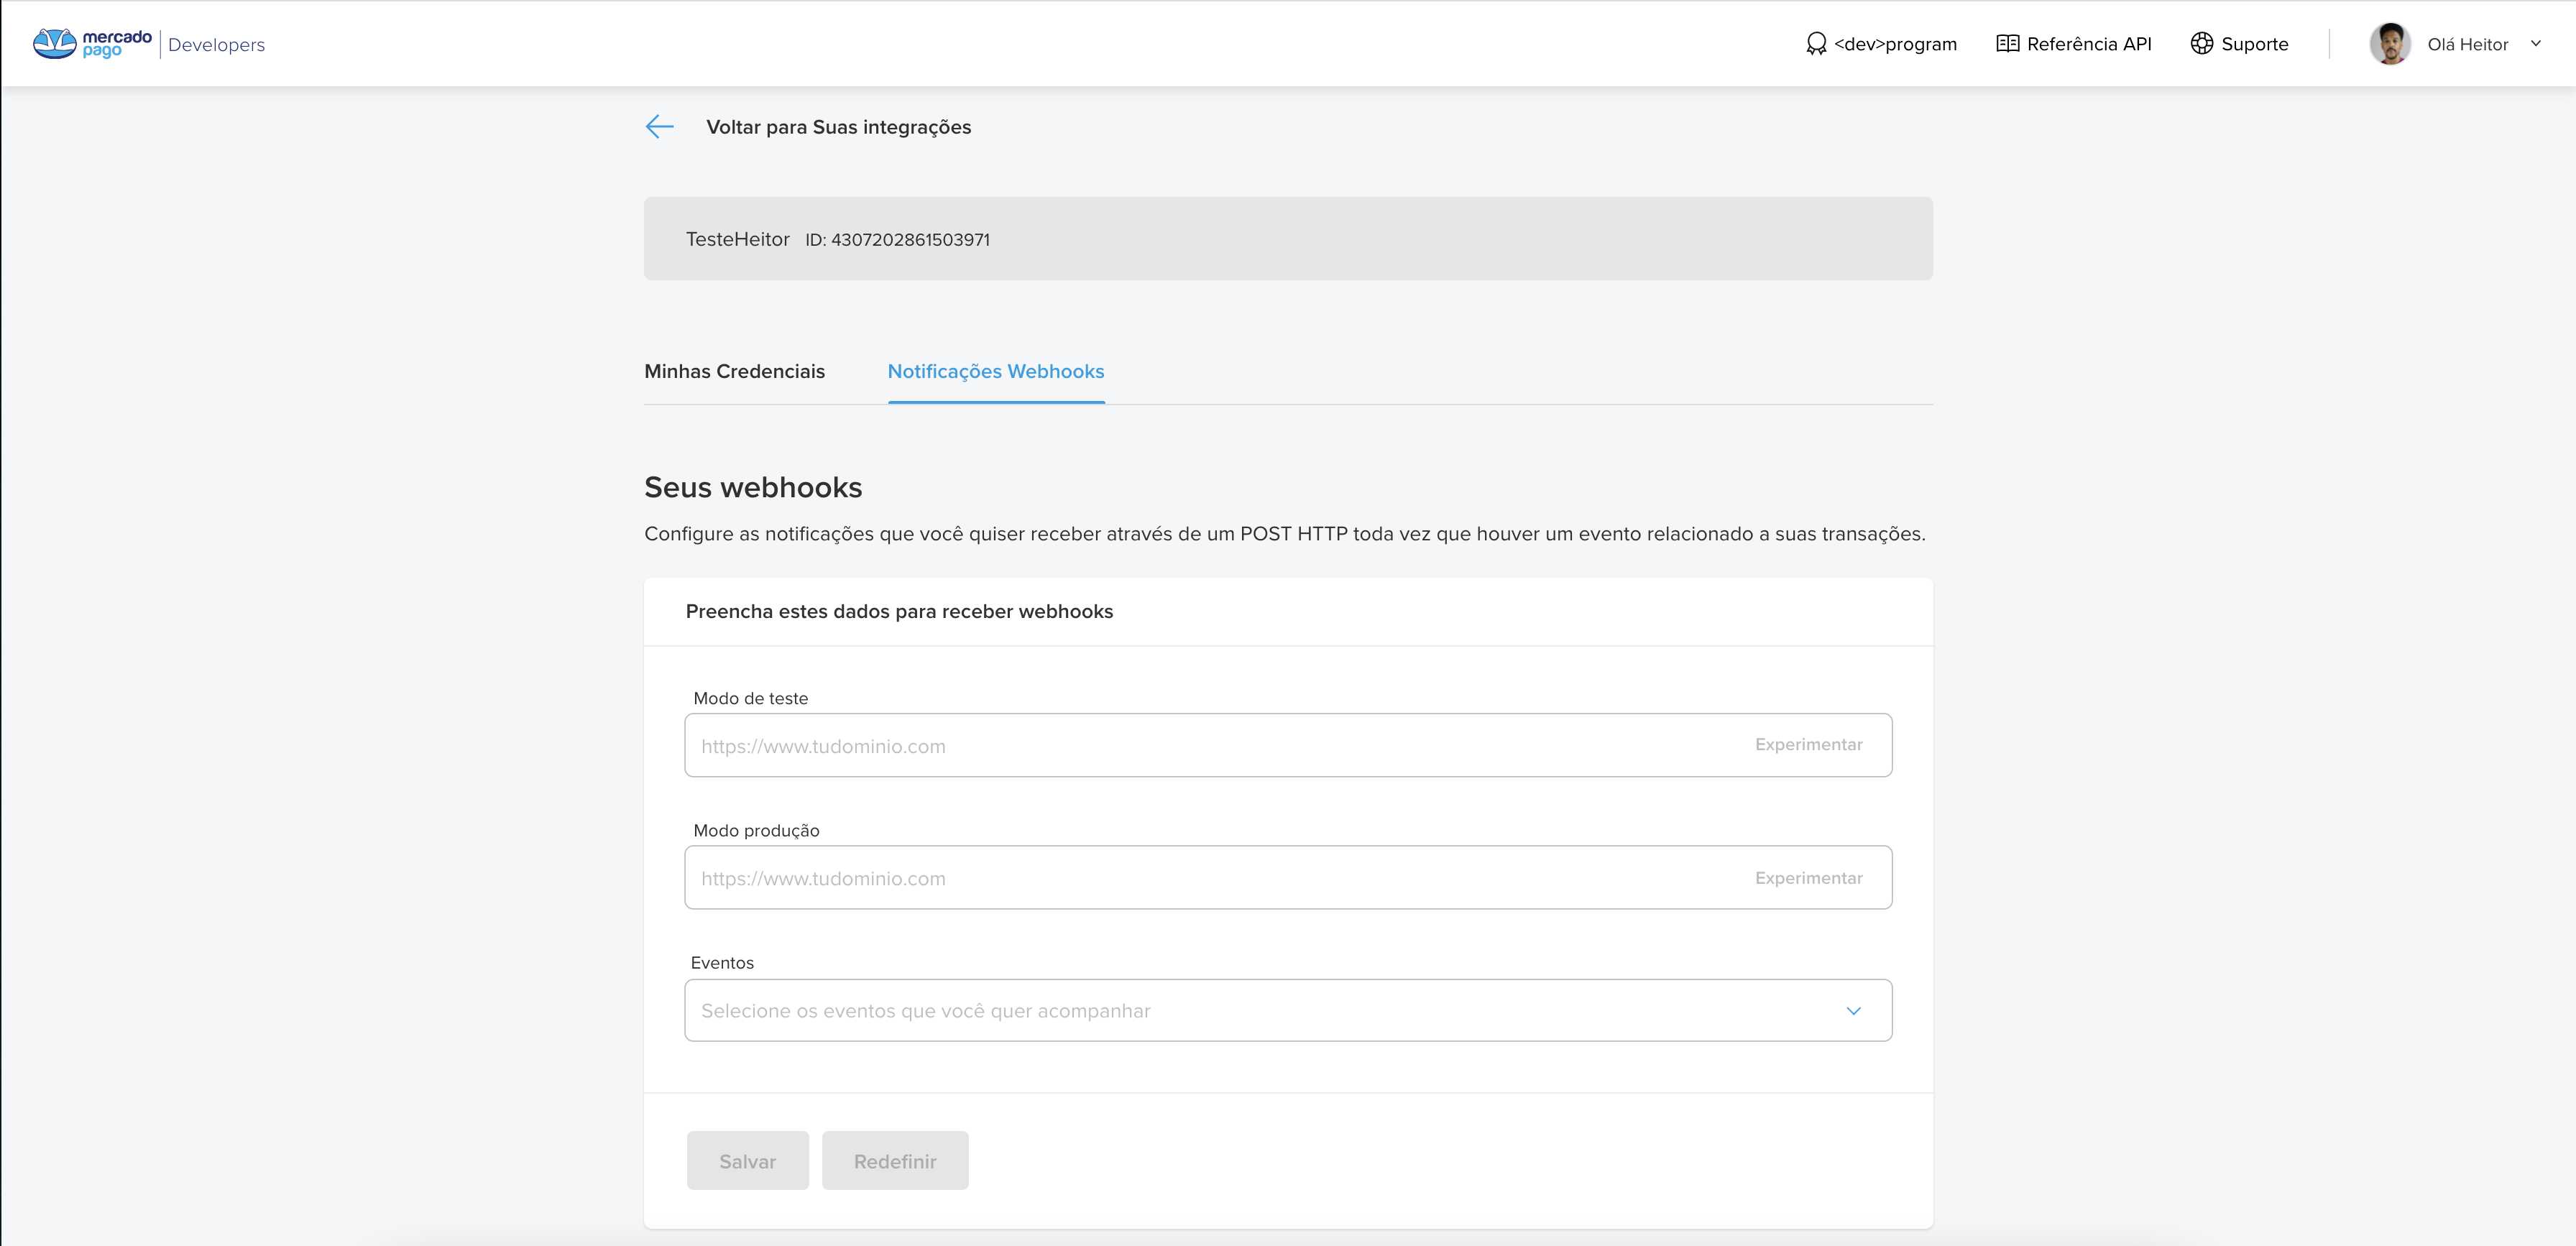 mercado pago | Developers
<dev>program
Referência API
Suporte
Olá Heitor
Voltar para Suas integrações
TesteHeitor ID: 4307202861503971
Minhas Credenciais
Notificações Webhooks
Seus webhooks
Configure as notificações que você quiser receber através de um POST HTTP toda vez que houver um evento relacionado a suas transações.
Preencha estes dados para receber webhooks
Modo de teste
https://www.tudominio.com
Experimentar
Modo produção
https://www.tudominio.com
Experimentar
Eventos
Selecione os eventos que você quer acompanhar
Salvar
Redefinir